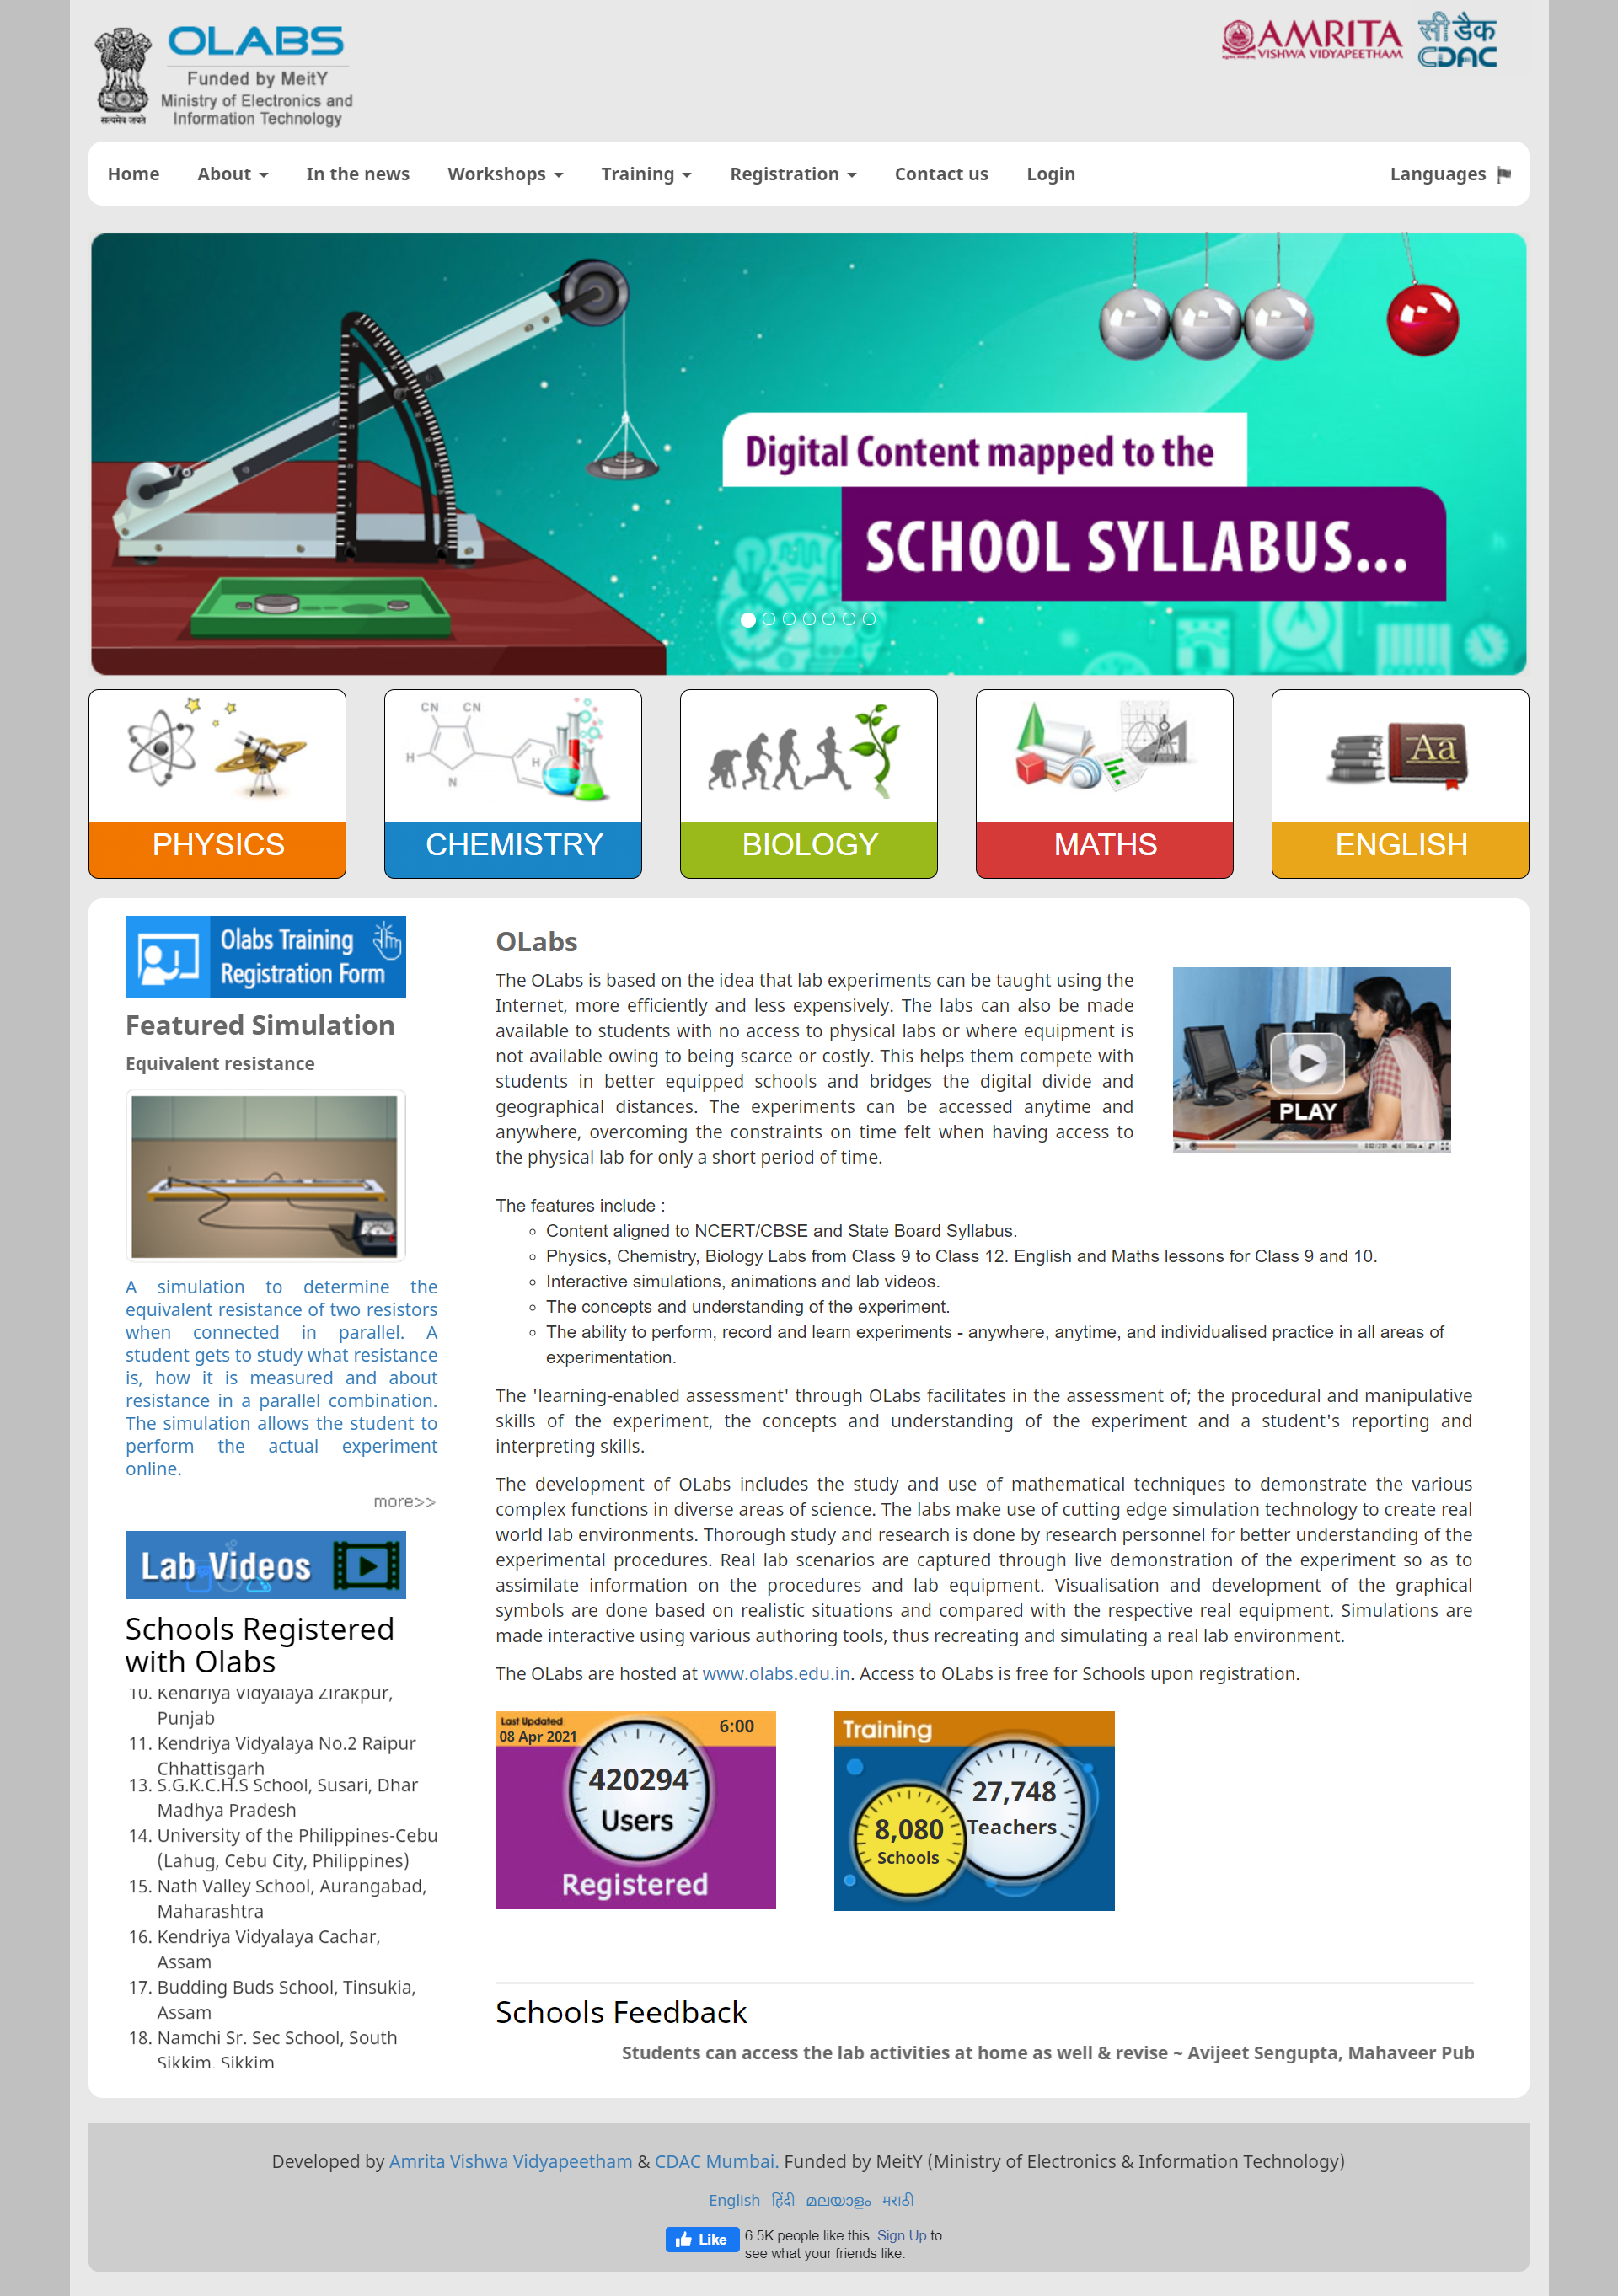 OLABS
Funded by MeitY
Ministry of Electronics and
Information Technology
सत्यमेव जयते
AMRITA
VISHWA VIDYAPEETHAM
सी डैक
CDAC
Home About In the news Workshops Training Registration Contact us Login Languages
Digital Content mapped to the
SCHOOL SYLLABUS...
CN CN
H
H
N
Aa
PHYSICS CHEMISTRY BIOLOGY MATHS ENGLISH
Olabs Training
Registration Form
Featured Simulation
Equivalent resistance
A simulation to determine the
equivalent resistance of two resistors
when connected in parallel. A
student gets to study what resistance
is, how it is measured and about
resistance in a parallel combination.
The simulation allows the student to
perform the actual experiment
online.
more>>
Lab Videos
Schools Registered
with Olabs
10. Kendriya Vidyalaya Zirakpur,
Punjab
11. Kendriya Vidyalaya No.2 Raipur
Chhattisgarh
13. S.G.K.C.H.S School, Susari, Dhar
Madhya Pradesh
14. University of the Philippines-Cebu
(Lahug, Cebu City, Philippines)
15. Nath Valley School, Aurangabad,
Maharashtra
16. Kendriya Vidyalaya Cachar,
Assam
17. Budding Buds School, Tinsukia,
Assam
18. Namchi Sr. Sec School, South
Sikkim, Sikkim
OLabs
The OLabs is based on the idea that lab experiments can be taught using the
Internet, more efficiently and less expensively. The labs can also be made
available to students with no access to physical labs or where equipment is
not available owing to being scarce or costly. This helps them compete with
students in better equipped schools and bridges the digital divide and
geographical distances. The experiments can be accessed anytime and
anywhere, overcoming the constraints on time felt when having access to
the physical lab for only a short period of time.
PLAY
The features include :
Content aligned to NCERT/CBSE and State Board Syllabus.
Physics, Chemistry, Biology Labs from Class 9 to Class 12. English and Maths lessons for Class 9 and 10.
Interactive simulations, animations and lab videos.
The concepts and understanding of the experiment.
The ability to perform, record and learn experiments - anywhere, anytime, and individualised practice in all areas of
experimentation.
The 'learning-enabled assessment' through OLabs facilitates in the assessment of; the procedural and manipulative
skills of the experiment, the concepts and understanding of the experiment and a student's reporting and
interpreting skills.
The development of OLabs includes the study and use of mathematical techniques to demonstrate the various
complex functions in diverse areas of science. The labs make use of cutting edge simulation technology to create real
world lab environments. Thorough study and research is done by research personnel for better understanding of the
experimental procedures. Real lab scenarios are captured through live demonstration of the experiment so as to
assimilate information on the procedures and lab equipment. Visualisation and development of the graphical
symbols are done based on realistic situations and compared with the respective real equipment. Simulations are
made interactive using various authoring tools, thus recreating and simulating a real lab environment.
The OLabs are hosted at www.olabs.edu.in. Access to OLabs is free for Schools upon registration.
Last Updated
08 Apr 2021
6:00
420294
Users
Registered
Training
27,748
Teachers
8,080
Schools
Schools Feedback
Students can access the lab activities at home as well & revise ~ Avijeet Sengupta, Mahaveer Pub
Developed by Amrita Vishwa Vidyapeetham & CDAC Mumbai. Funded by MeitY (Ministry of Electronics & Information Technology)
English हिंदी മലയാളം मराठी
Like 6.5K people like this. Sign Up to
see what your friends like.